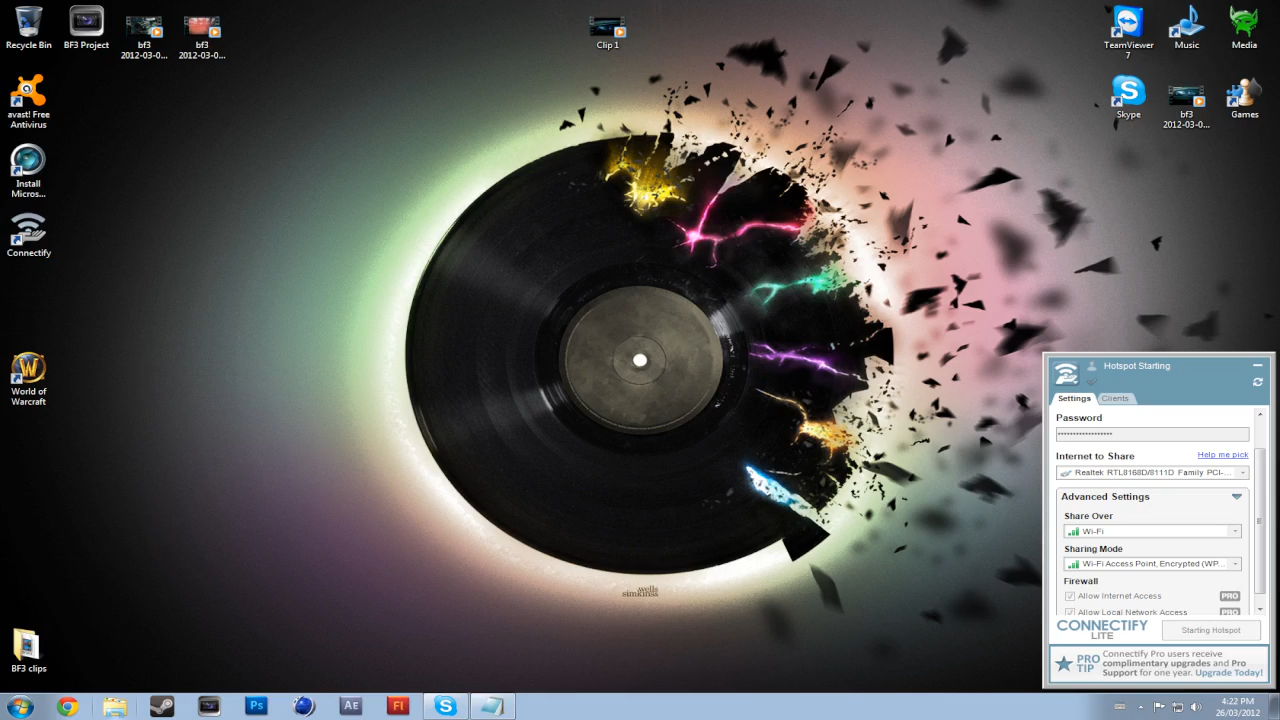 Recycle Bin
BF3 Project
bf3
2012-03-0...
bf3
2012-03-0...
Clip 1
TeamViewer
7
Music
Media
avast! Free
Antivirus
Skype
bf3
2012-03-0...
Games
Install
Micros...
Connectify
World of
Warcraft
BF3 clips
wells
simkinss
Hotspot Starting
Settings
Clients
Password
******************
Internet to Share
Help me pick
Realtek RTL8168D/8111D Family PCI-...
Advanced Settings
Share Over
Wi-Fi
Sharing Mode
Wi-Fi Access Point, Encrypted (WP...
Firewall
Allow Internet Access
PRO
Allow Local Network Access
PRO
CONNECTIFY
LITE
Starting Hotspot
PRO
TIP
Connectify Pro users receive
complimentary upgrades and Pro
Support for one year. Upgrade Today!
Ps
Ae
Fl
4:22 PM
26/03/2012